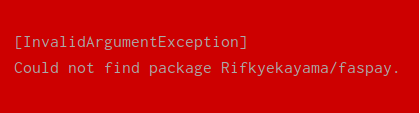 [InvalidArgumentException]
Could not find package Rifkyekayama/faspay.